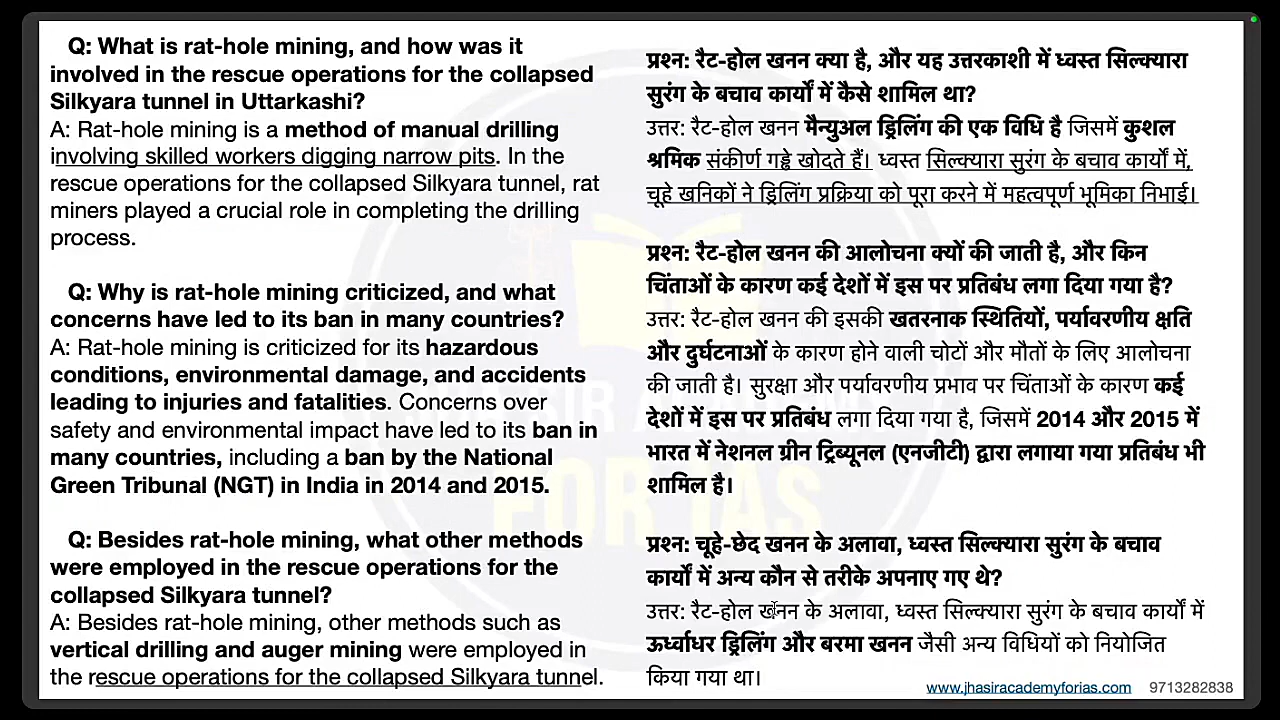 Q: What is rat-hole mining, and how was it
involved in the rescue operations for the collapsed
Silkyara tunnel in Uttarkashi?
A: Rat-hole mining is a method of manual drilling
involving skilled workers digging narrow pits. In the
rescue operations for the collapsed Silkyara tunnel, rat
miners played a crucial role in completing the drilling
process.
Q: Why is rat-hole mining criticized, and what
concerns have led to its ban in many countries?
A: Rat-hole mining is criticized for its hazardous
conditions, environmental damage, and accidents
leading to injuries and fatalities. Concerns over
safety and environmental impact have led to its ban in
many countries, including a ban by the National
Green Tribunal (NGT) in India in 2014 and 2015.
Q: Besides rat-hole mining, what other methods
were employed in the rescue operations for the
collapsed Silkyara tunnel?
A: Besides rat-hole mining, other methods such as
vertical drilling and auger mining were employed in
the rescue operations for the collapsed Silkyara tunnel.
प्रश्न: रैट-होल खनन क्या है, और यह उत्तरकाशी में ध्वस्त सिल्क्यारा
सुरंग के बचाव कार्यों में कैसे शामिल था?
उत्तर: रैट-होल खनन मैन्युअल ड्रिलिंग की एक विधि है जिसमें कुशल
श्रमिक संकीर्ण गड्ढे खोदते हैं। ध्वस्त सिल्क्यारा सुरंग के बचाव कार्यों में,
चूहे खनिकों ने ड्रिलिंग प्रक्रिया को पूरा करने में महत्वपूर्ण भूमिका निभाई।
प्रश्न: रैट-होल खनन की आलोचना क्यों की जाती है, और किन
चिंताओं के कारण कई देशों में इस पर प्रतिबंध लगा दिया गया है?
उत्तर: रैट-होल खनन की इसकी खतरनाक स्थितियों, पर्यावरणीय क्षति
और दुर्घटनाओं के कारण होने वाली चोटों और मौतों के लिए आलोचना
की जाती है। सुरक्षा और पर्यावरणीय प्रभाव पर चिंताओं के कारण कई
देशों में इस पर प्रतिबंध लगा दिया गया है, जिसमें 2014 और 2015 में
भारत में नेशनल ग्रीन ट्रिब्यूनल (एनजीटी) द्वारा लगाया गया प्रतिबंध भी
शामिल है।
प्रश्न: चूहे-छेद खनन के अलावा, ध्वस्त सिल्क्यारा सुरंग के बचाव
कार्यों में अन्य कौन से तरीके अपनाए गए थे?
उत्तर: रैट-होल खनन के अलावा, ध्वस्त सिल्क्यारा सुरंग के बचाव कार्यों में
ऊर्ध्वाधर ड्रिलिंग और बरमा खनन जैसी अन्य विधियों को नियोजित
किया गया था।
www.jhasiracademyforias.com 9713282838
FOR IAS